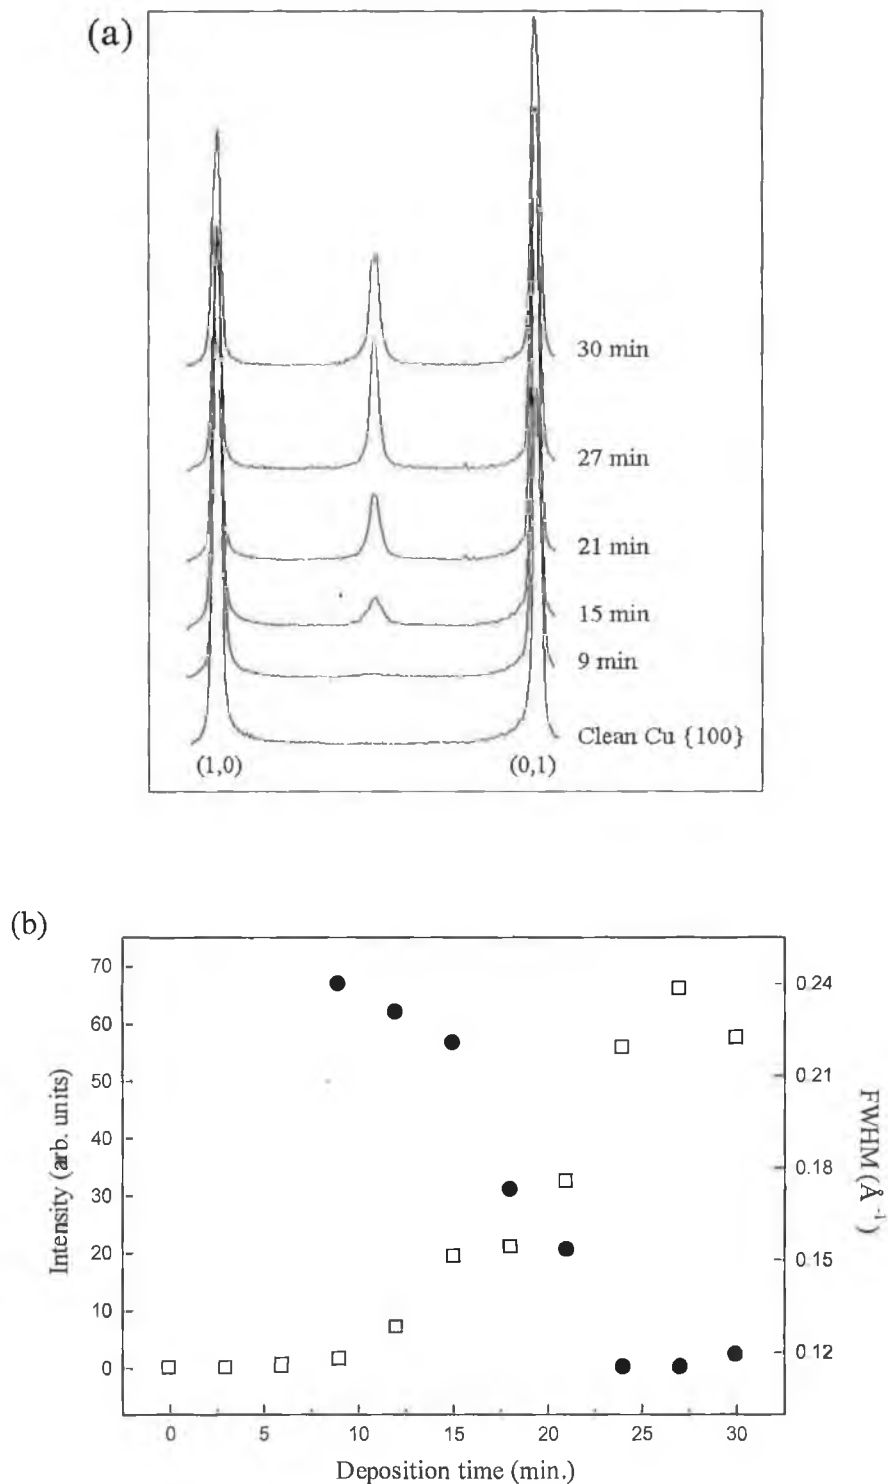 (a)
30 min
27 min
21 min
15 min
9 min
Clean Cu {100}
(1,0) (0,1)
(b)
70
60
50
40
30
20
10
0
Intensity (arb. units)
0.24
0.21
0.18
0.15
0.12
FWHM (Å⁻¹)
0 5 10 15 20 25 30
Deposition time (min.)